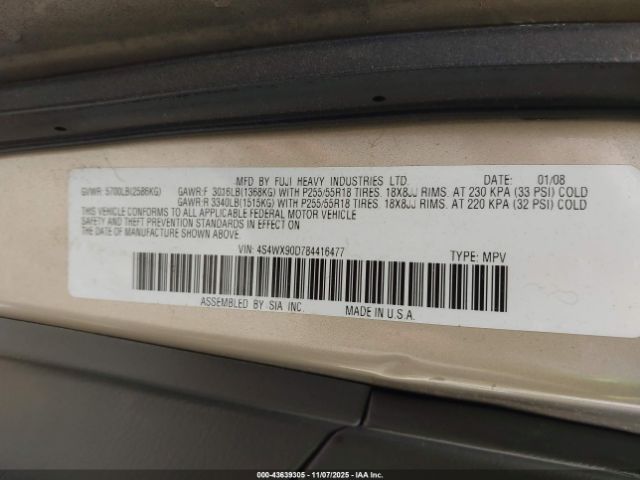 MFD BY FUJI HEAVY INDUSTRIES LTD. DATE: 01/08
GVWR: 5700LB(2586KG) GAWR:F 3016LB(1368KG) WITH P255/55R18 TIRES. 18X8JJ RIMS. AT 230 KPA (33 PSI) COLD
GAWR:R 3340LB(1515KG) WITH P255/55R18 TIRES. 18X8JJ RIMS. AT 220 KPA (32 PSI) COLD
THIS VEHICLE CONFORMS TO ALL APPLICABLE FEDERAL MOTOR VEHICLE
SAFETY AND THEFT PREVENTION STANDARDS IN EFFECT ON THE
DATE OF MANUFACTURE SHOWN ABOVE.
VIN: 4S4WX90D784416477 TYPE: MPV
ASSEMBLED BY SIA INC. MADE IN U.S.A.
000-43639305 - 11/07/2025 - IAA Inc.